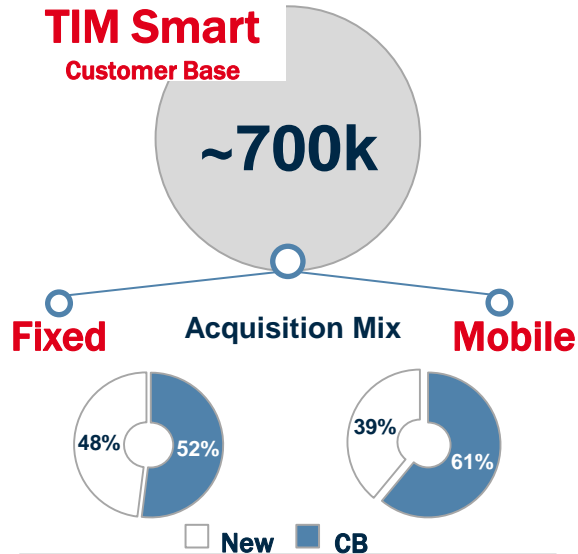 TIM Smart
Customer Base
~700k
Fixed
Acquisition Mix
Mobile
48%
52%
39%
61%
New
CB